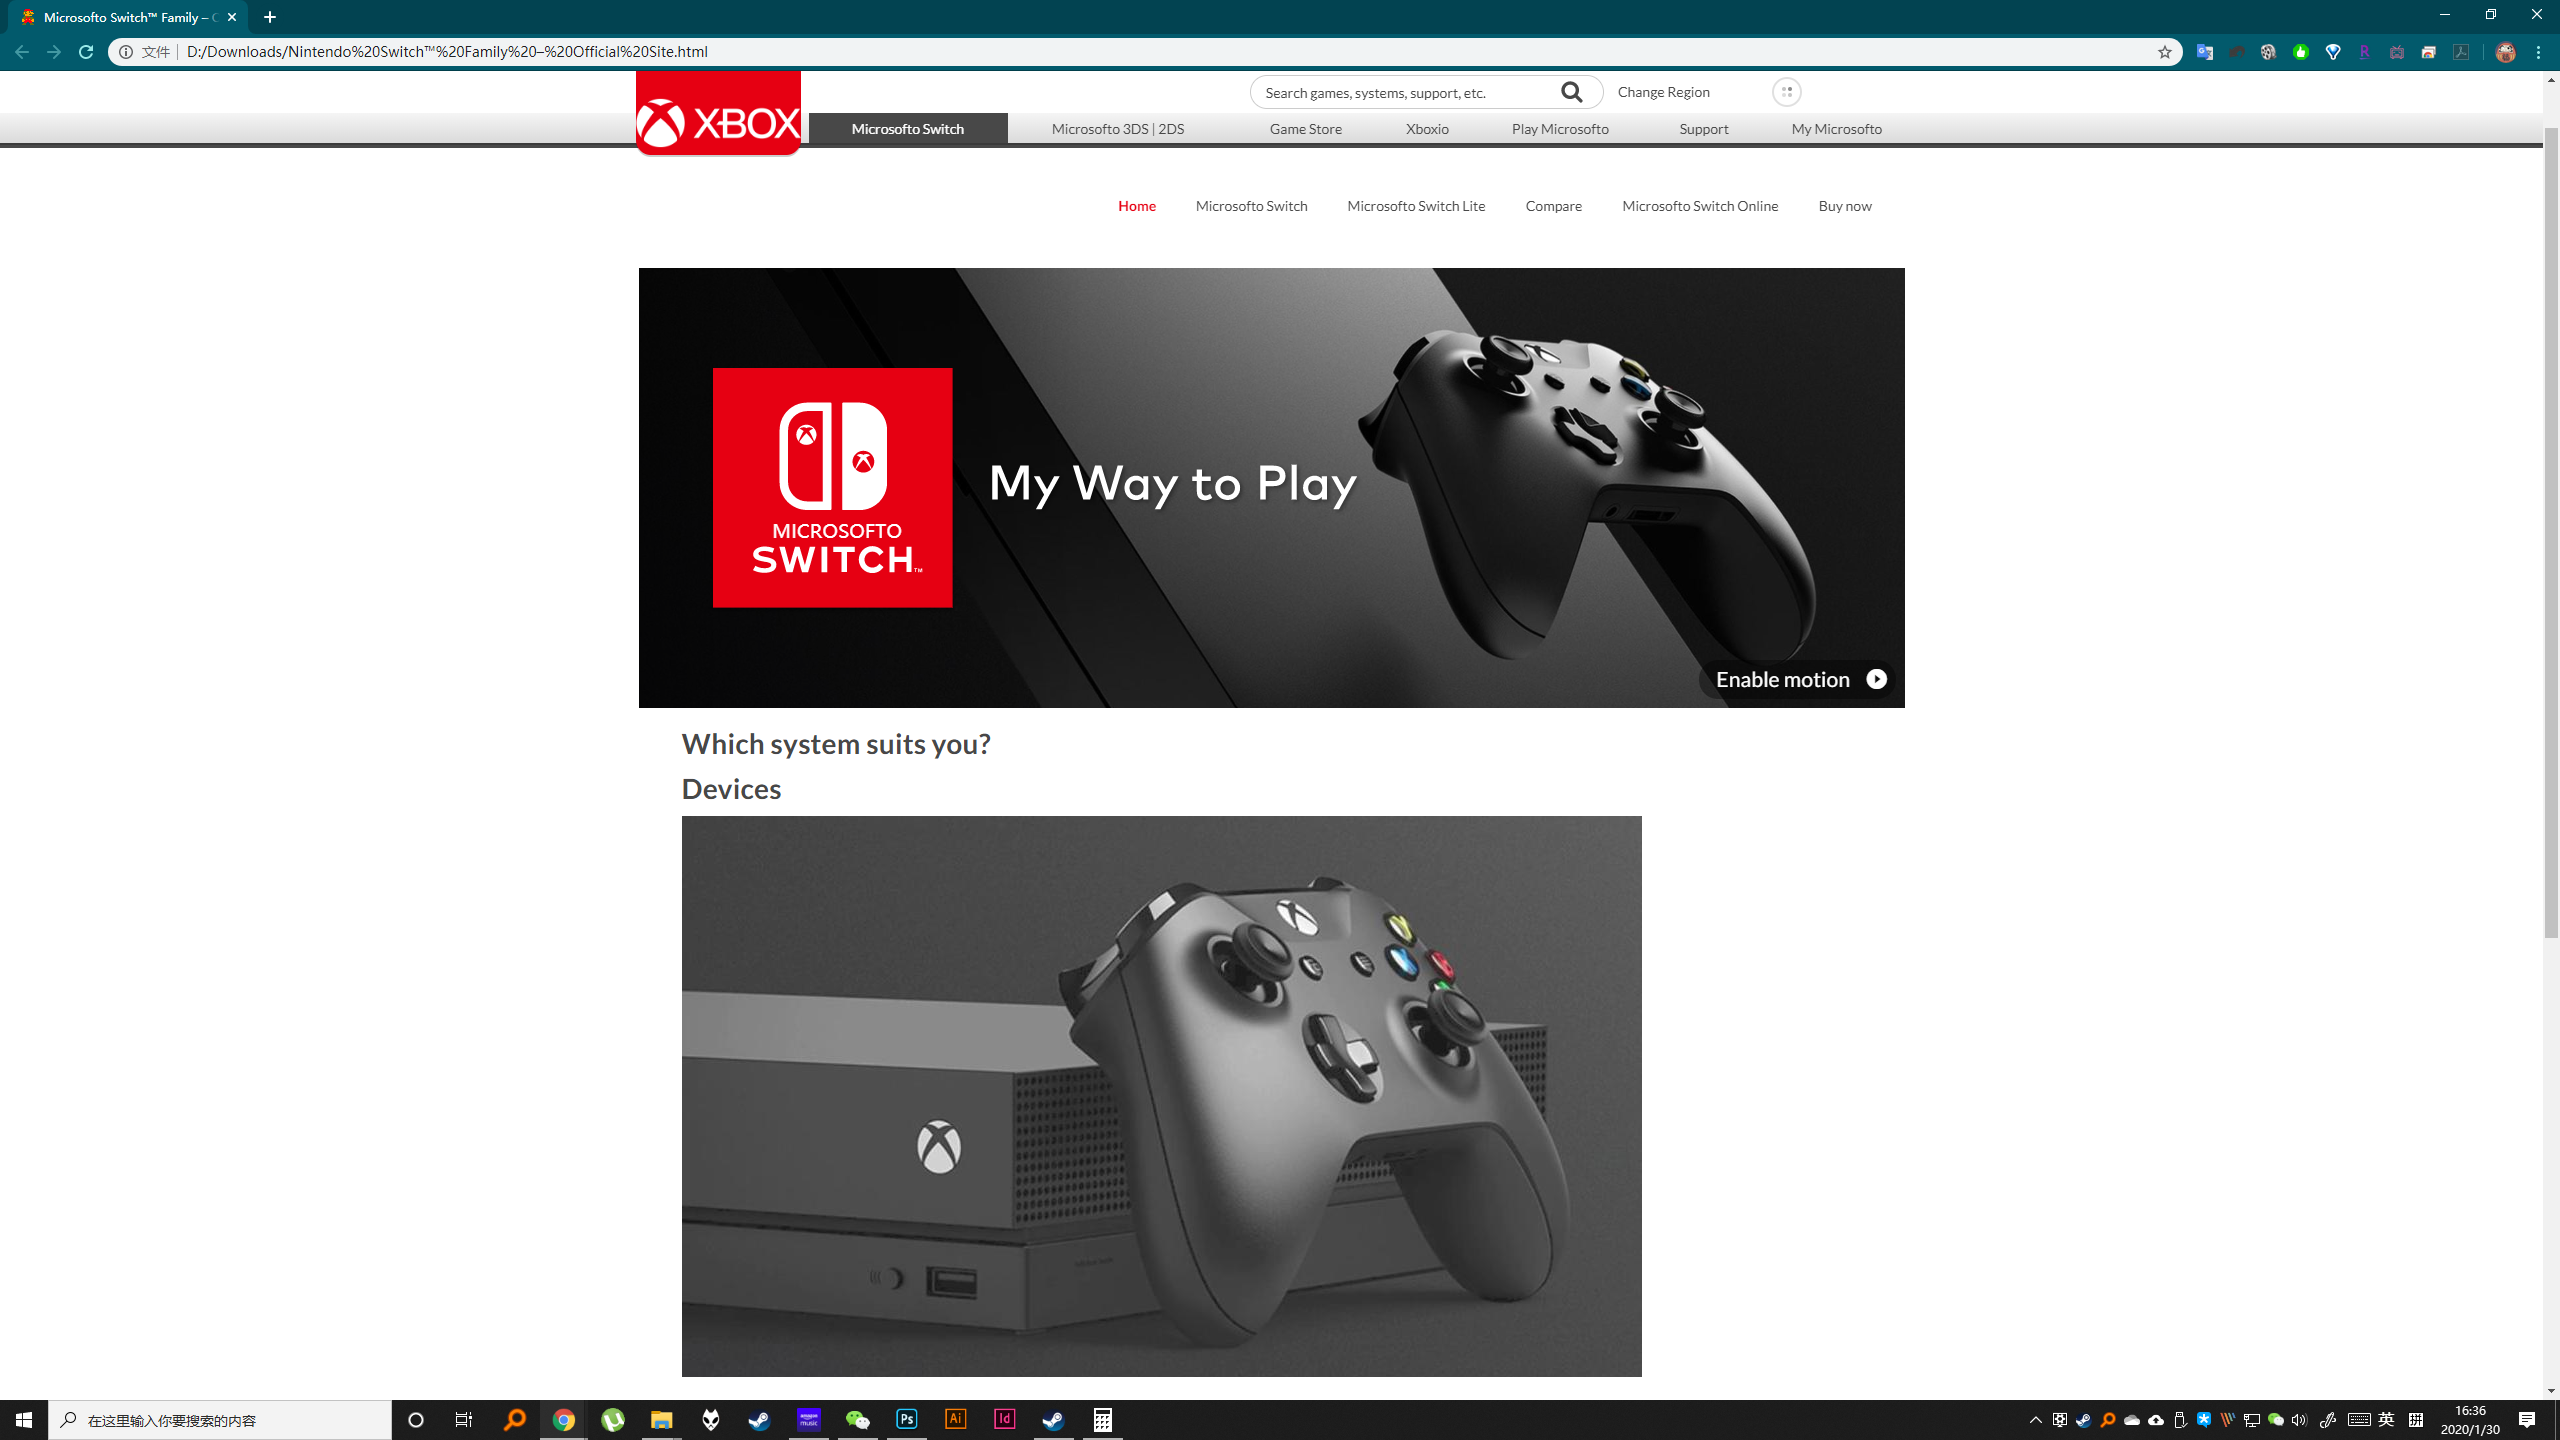 Microsofto Switch™ Family –
文件 D:/Downloads/Nintendo%20Switch™%20Family%20–%20Official%20Site.html
XBOX
Search games, systems, support, etc.
Change Region
Microsofto Switch
Microsofto 3DS | 2DS
Game Store
Xboxio
Play Microsofto
Support
My Microsofto
Home
Microsofto Switch
Microsofto Switch Lite
Compare
Microsofto Switch Online
Buy now
MICROSOFTO
SWITCH™
My Way to Play
Enable motion
Which system suits you?
Devices
在这里输入你要搜索的内容
Ps
Ai
Id
英
拼
16:36
2020/1/30